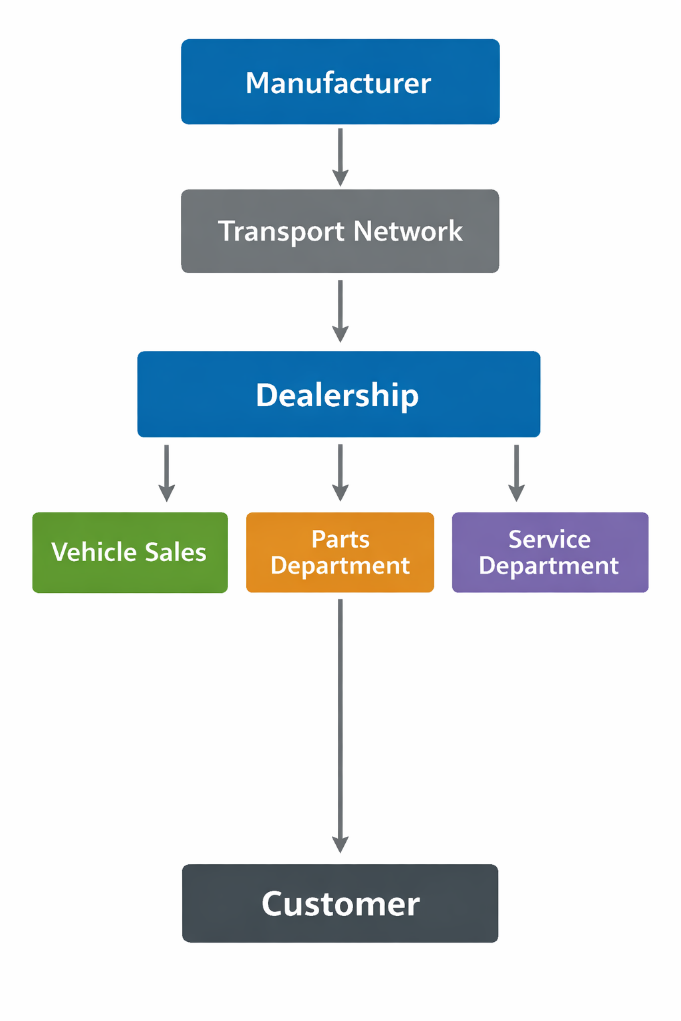 Manufacturer
Transport Network
Dealership
Vehicle Sales
Parts
Department
Service
Department
Customer